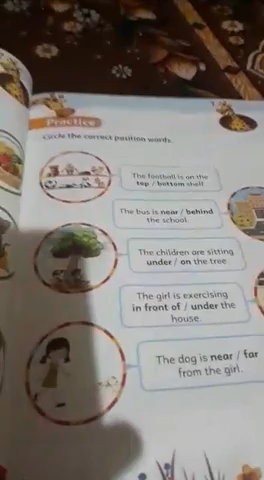 Practice
Circle the correct position words.
The football is on the
top / bottom shelf.
The bus is near / behind
the school.
The children are sitting
under / on the tree
The girl is exercising
in front of / under the
house.
The dog is near / far
from the girl.